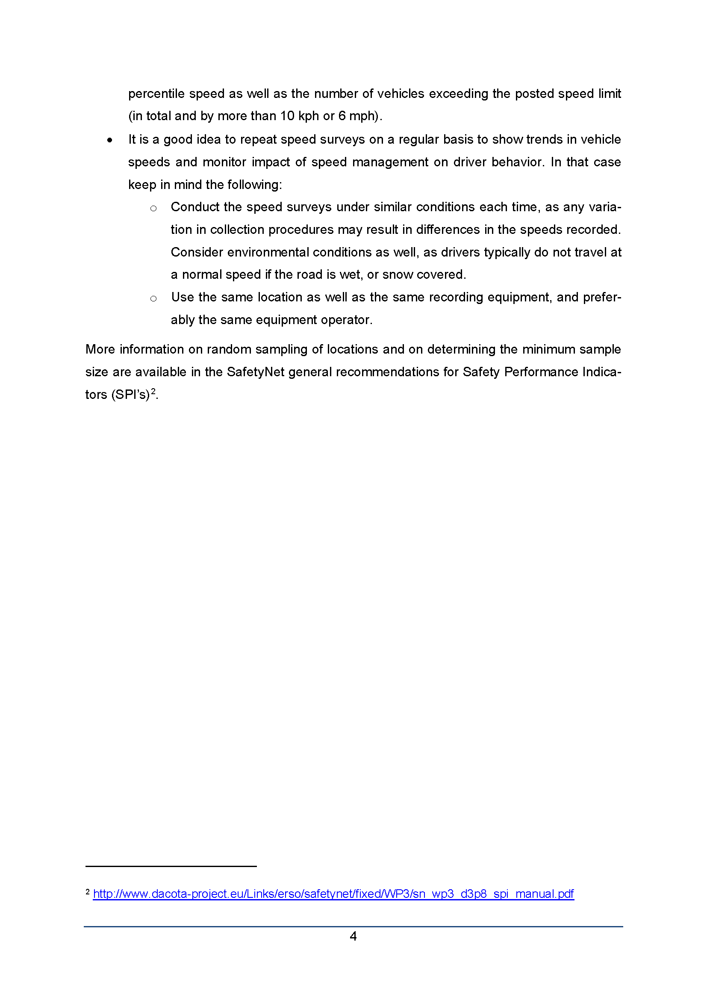 percentile speed as well as the number of vehicles exceeding the posted speed limit
(in total and by more than 10 kph or 6 mph).
• It is a good idea to repeat speed surveys on a regular basis to show trends in vehicle
speeds and monitor impact of speed management on driver behavior. In that case
keep in mind the following:
o Conduct the speed surveys under similar conditions each time, as any varia-
tion in collection procedures may result in differences in the speeds recorded.
Consider environmental conditions as well, as drivers typically do not travel at
a normal speed if the road is wet, or snow covered.
o Use the same location as well as the same recording equipment, and prefer-
ably the same equipment operator.
More information on random sampling of locations and on determining the minimum sample
size are available in the SafetyNet general recommendations for Safety Performance Indica-
tors (SPI’s)2.
2 http://www.dacota-project.eu/Links/erso/safetynet/fixed/WP3/sn_wp3_d3p8_spi_manual.pdf
4